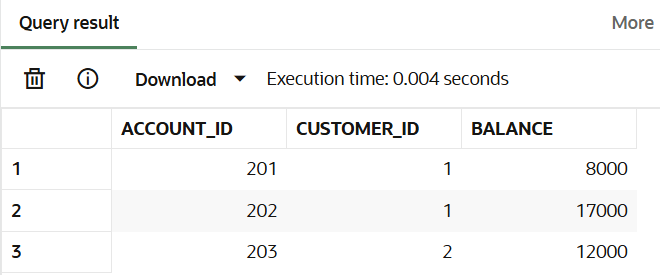 Query result More
Download Execution time: 0.004 seconds
ACCOUNT_ID CUSTOMER_ID BALANCE
1 201 1 8000
2 202 1 17000
3 203 2 12000